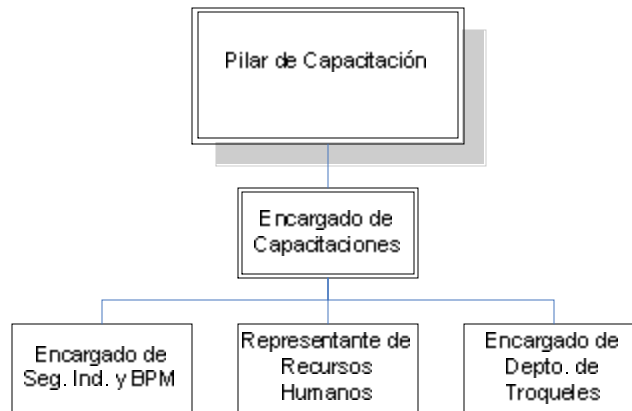 Pilar de Capacitación
Encargado de
Capacitaciones
Encargado de
Seg. Ind. y BPM
Representante de
Recursos
Humanos
Encargado de
Depto. de
Troqueles